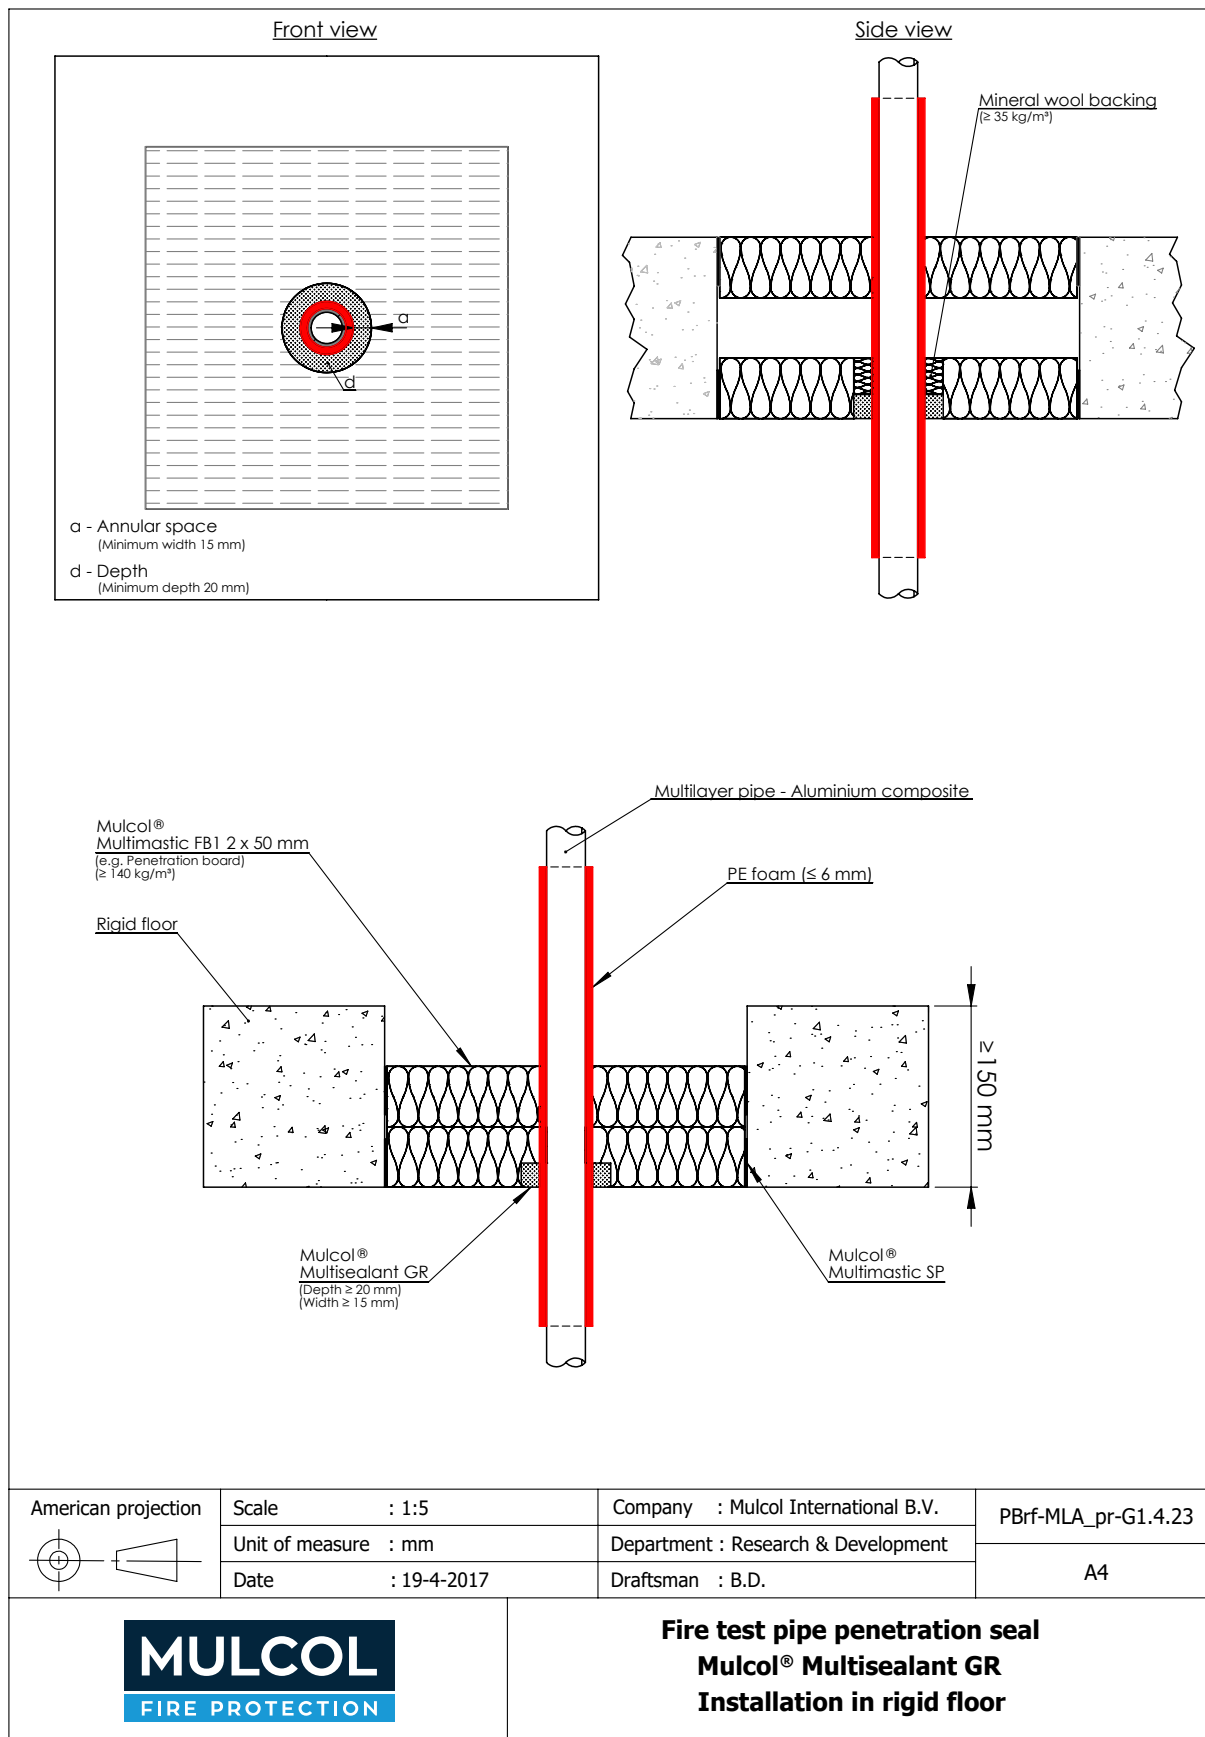 Front view
Side view
Mineral wool backing
(≥ 35 kg/m³)
a
d
a - Annular space
(Minimum width 15 mm)
d - Depth
(Minimum depth 20 mm)
Multilayer pipe - Aluminium composite
Mulcol®
Multimastic FB1 2 x 50 mm
(e.g. Penetration board)
(≥ 140 kg/m³)
PE foam (≤ 6 mm)
Rigid floor
≥ 150 mm
Mulcol®
Multisealant GR
(Depth ≥ 20 mm)
(Width ≥ 15 mm)
Mulcol®
Multimastic SP
American projection
Scale : 1:5
Unit of measure : mm
Date : 19-4-2017
Company : Mulcol International B.V.
Department : Research & Development
Draftsman : B.D.
PBrf-MLA_pr-G1.4.23
A4
MULCOL
FIRE PROTECTION
Fire test pipe penetration seal
Mulcol® Multisealant GR
Installation in rigid floor